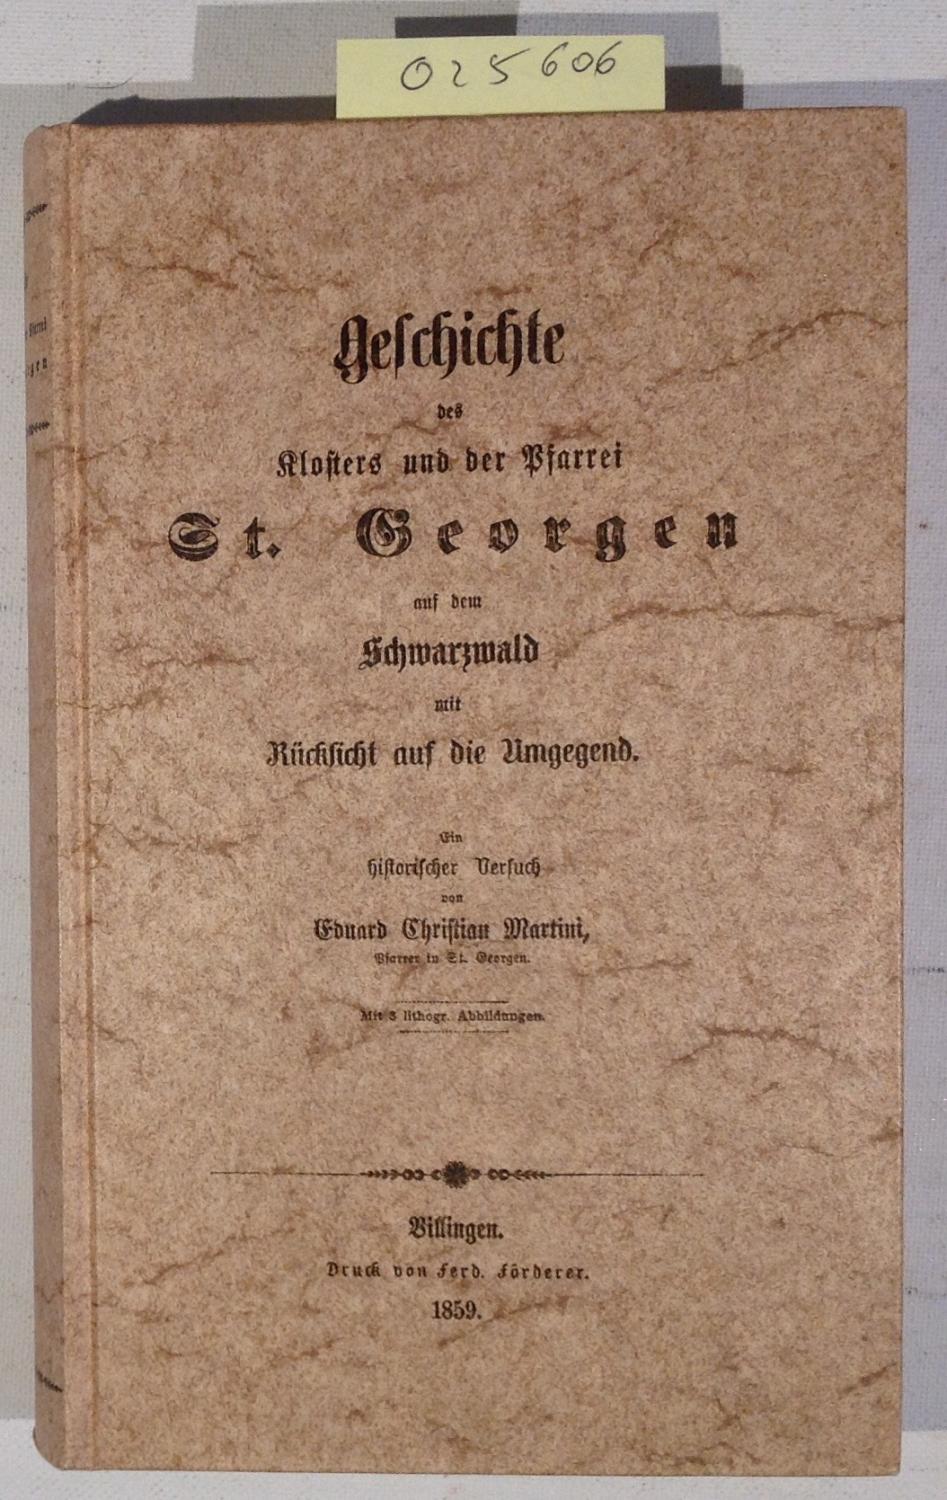 025606
Geschichte
des
Klosters und der Pfarrei
St. Georgen
auf dem
Schwarzwald
mit
Rücksicht auf die Umgegend.
Ein
historischer Versuch
von
Eduard Christian Martini,
Pfarrer in St. Georgen.
Mit 3 lithogr. Abbildungen.
Villingen.
Druck von Ferd. Förderer.
1859.